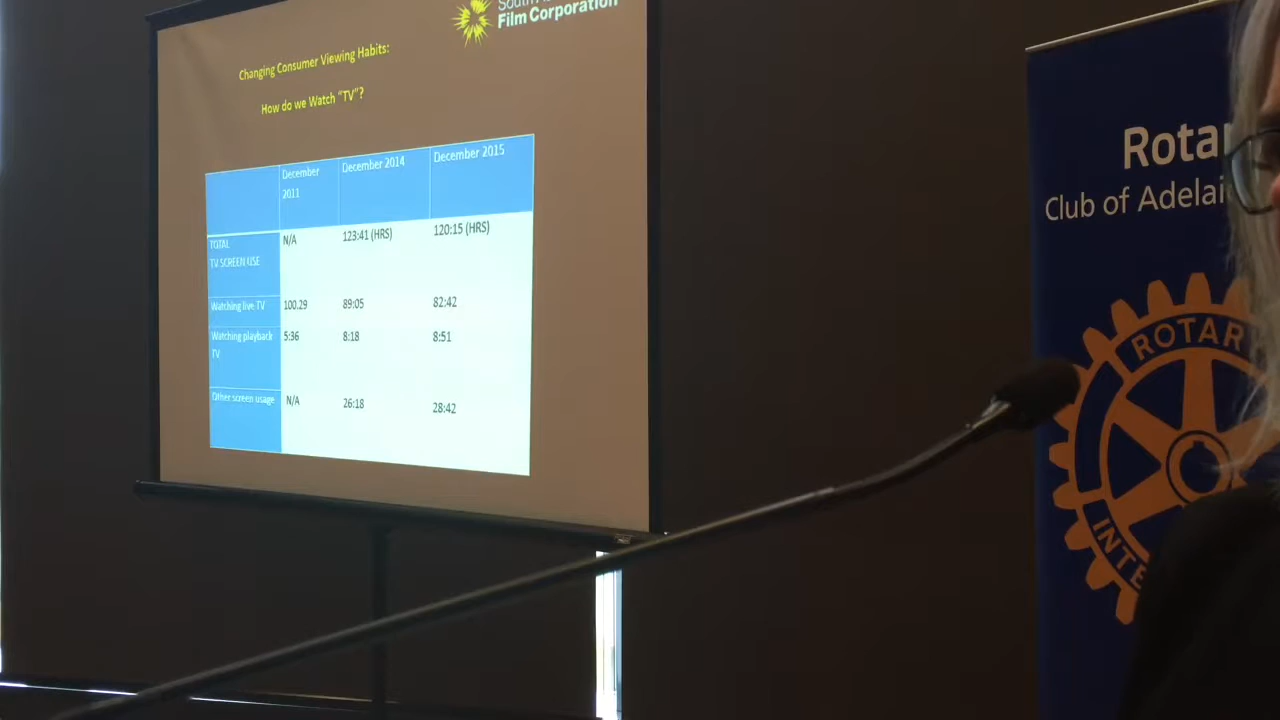 South A
Film Corporation
Changing Consumer Viewing Habits:
How do we Watch "TV"?
December 2011 December 2014 December 2015
TOTAL TV SCREEN USE N/A 123:41 (HRS) 120:15 (HRS)
Watching live TV 100.29 89:05 82:42
Watching playback TV 5:36 8:18 8:51
Other screen usage N/A 26:18 28:42
Rotar
Club of Adelai
ROTAR
INTE